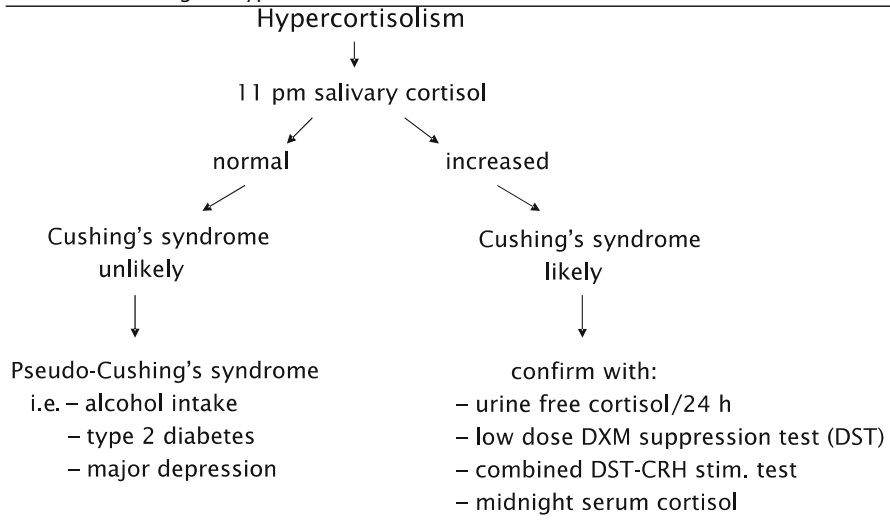 Hypercortisolism
11 pm salivary cortisol
normal
increased
Cushing's syndrome
unlikely
Cushing's syndrome
likely
Pseudo-Cushing's syndrome
i.e. – alcohol intake
– type 2 diabetes
– major depression
confirm with:
– urine free cortisol/24 h
– low dose DXM suppression test (DST)
– combined DST-CRH stim. test
– midnight serum cortisol